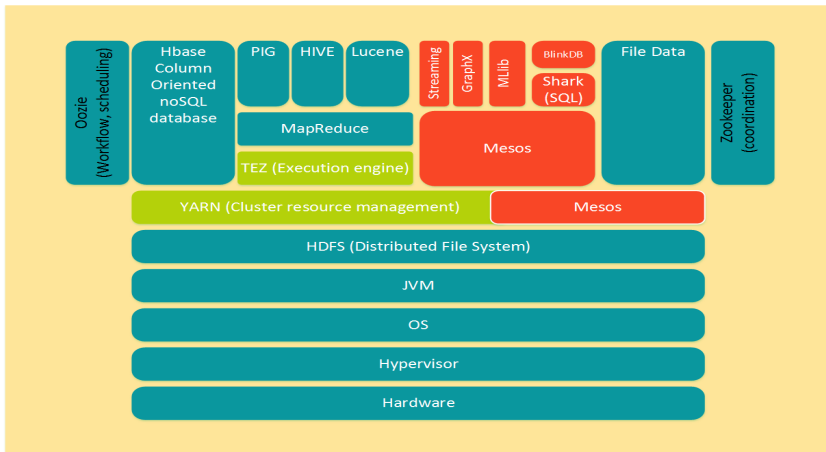 Oozie
(Workflow, scheduling)
Hbase
Column
Oriented
noSQL
database
PIG
HIVE
Lucene
Streaming
GraphX
MLlib
BlinkDB
Shark
(SQL)
File Data
Zookeeper
(coordination)
MapReduce
Mesos
TEZ (Execution engine)
YARN (Cluster resource management)
Mesos
HDFS (Distributed File System)
JVM
OS
Hypervisor
Hardware